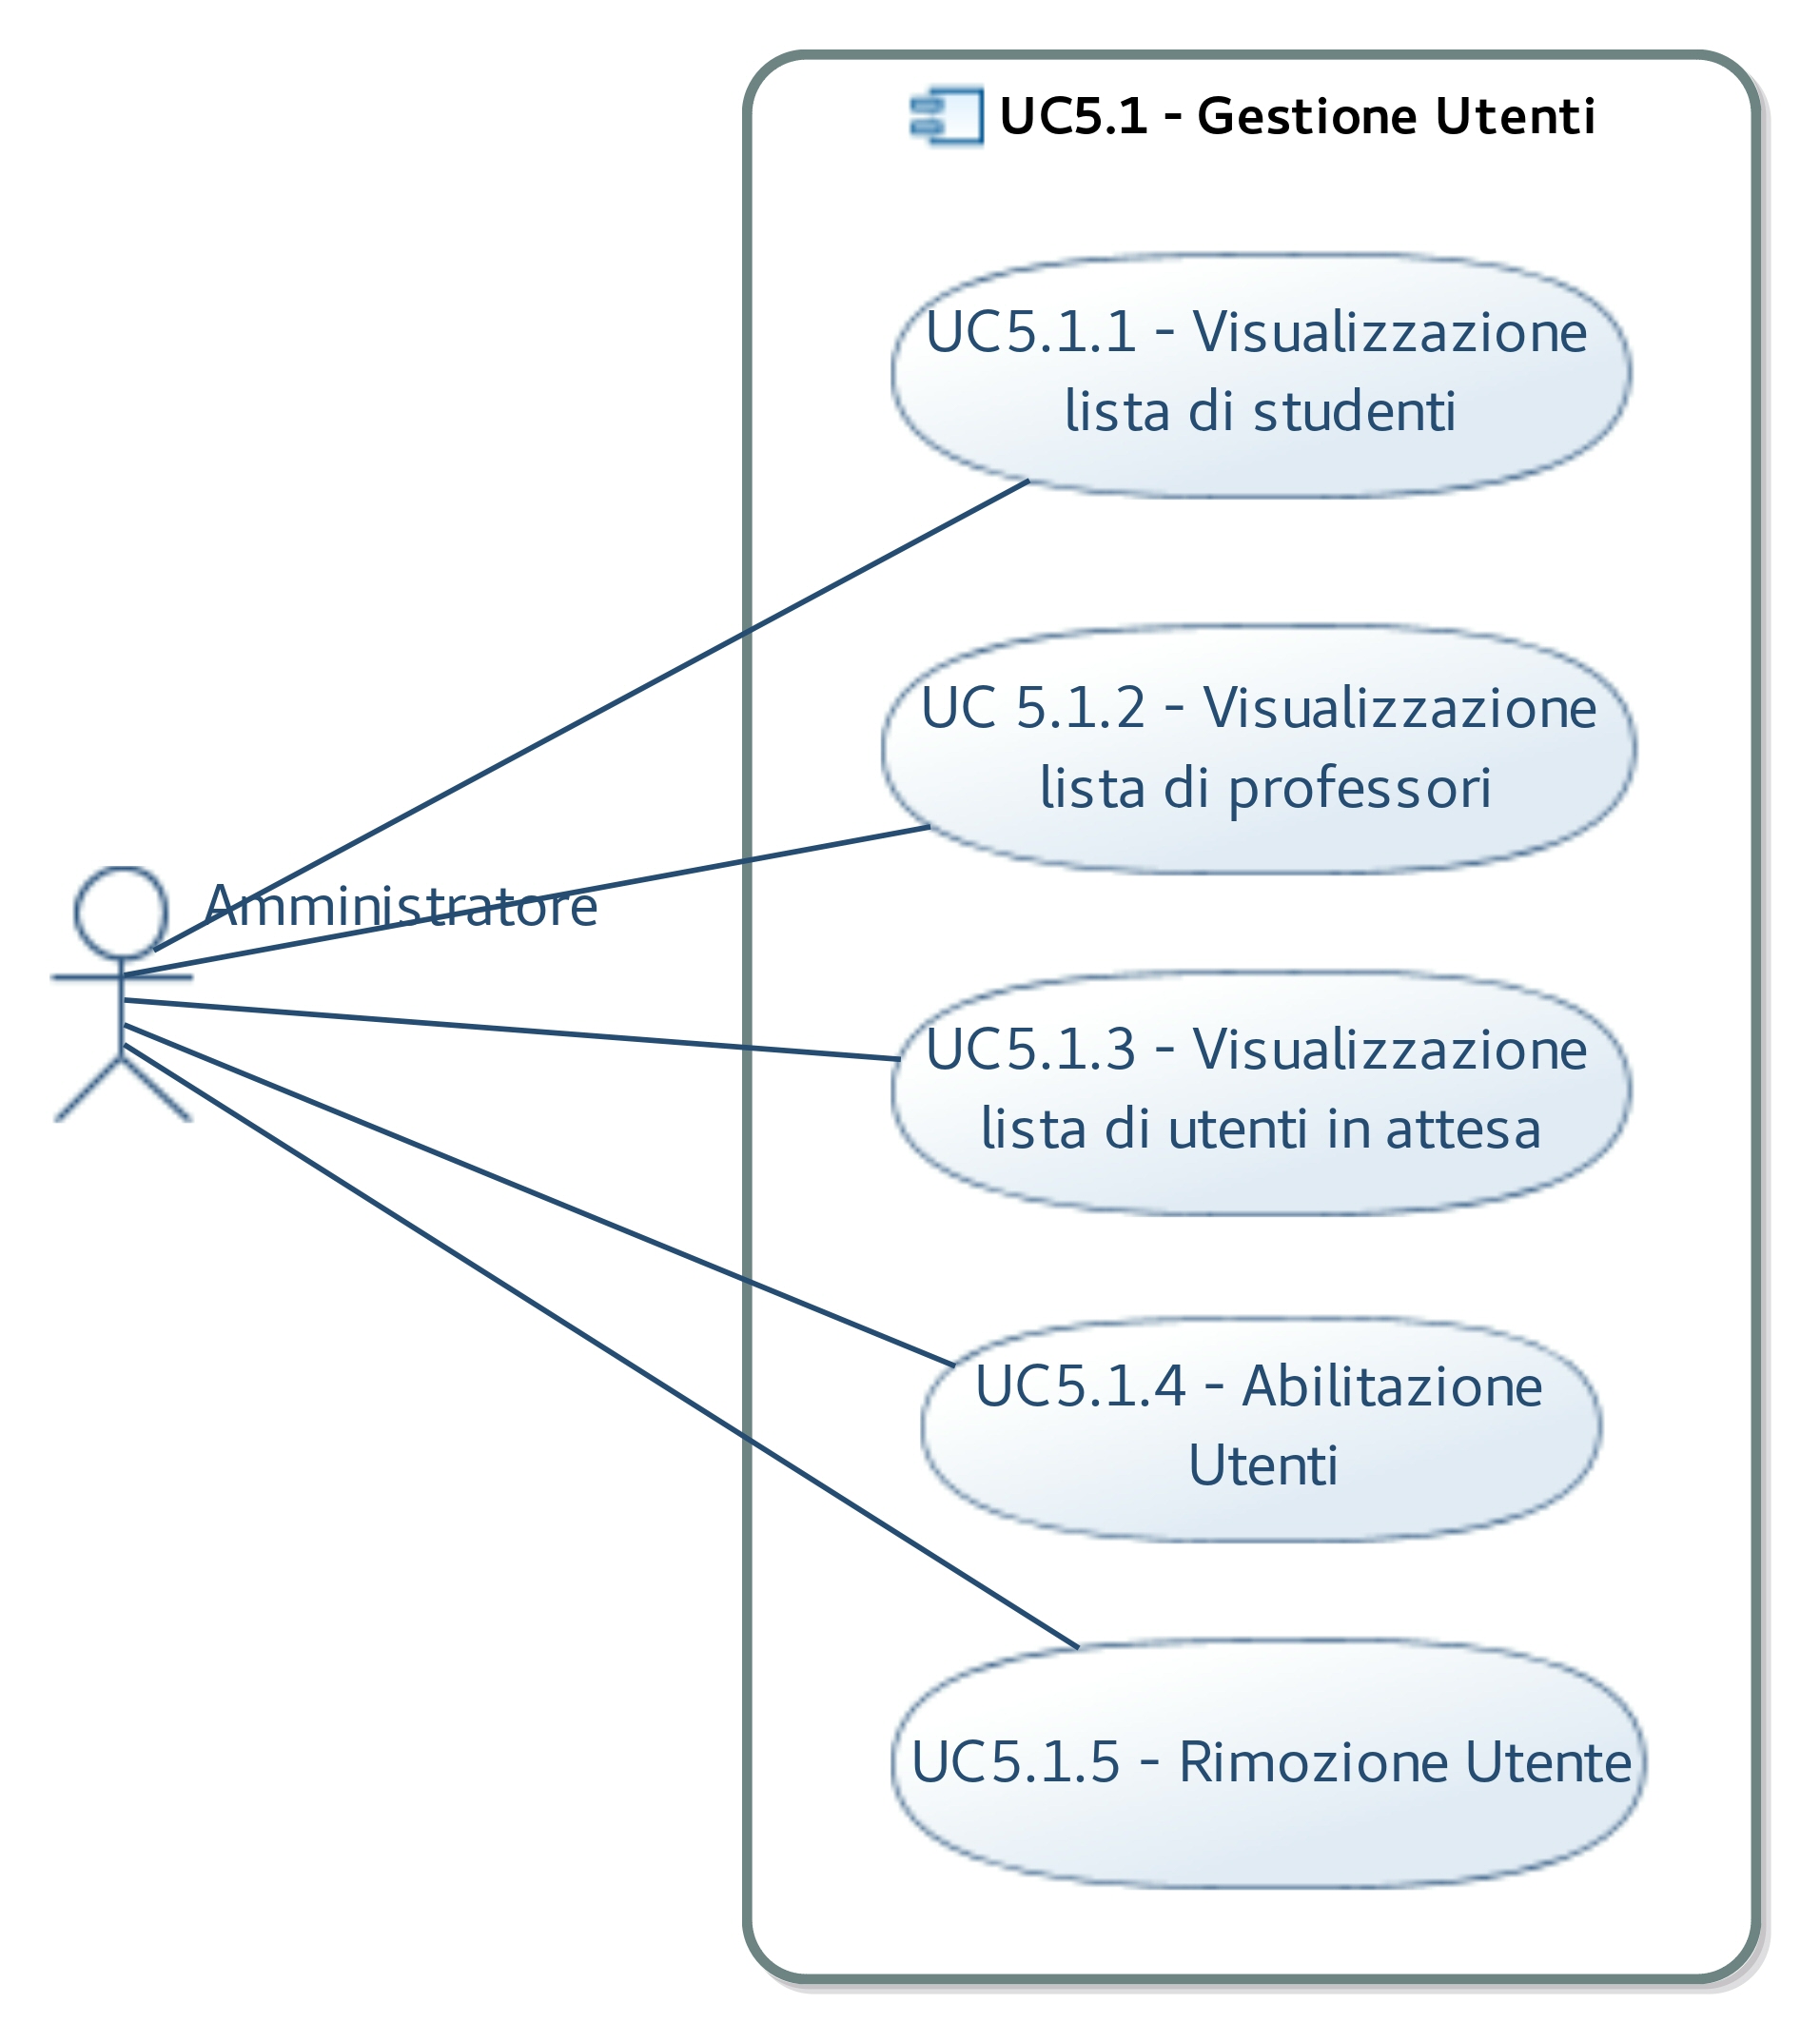 UC5.1 - Gestione Utenti
UC5.1.1 - Visualizzazione
lista di studenti
UC 5.1.2 - Visualizzazione
lista di professori
Amministratore
UC5.1.3 - Visualizzazione
lista di utenti in attesa
UC5.1.4 - Abilitazione
Utenti
UC5.1.5 - Rimozione Utente